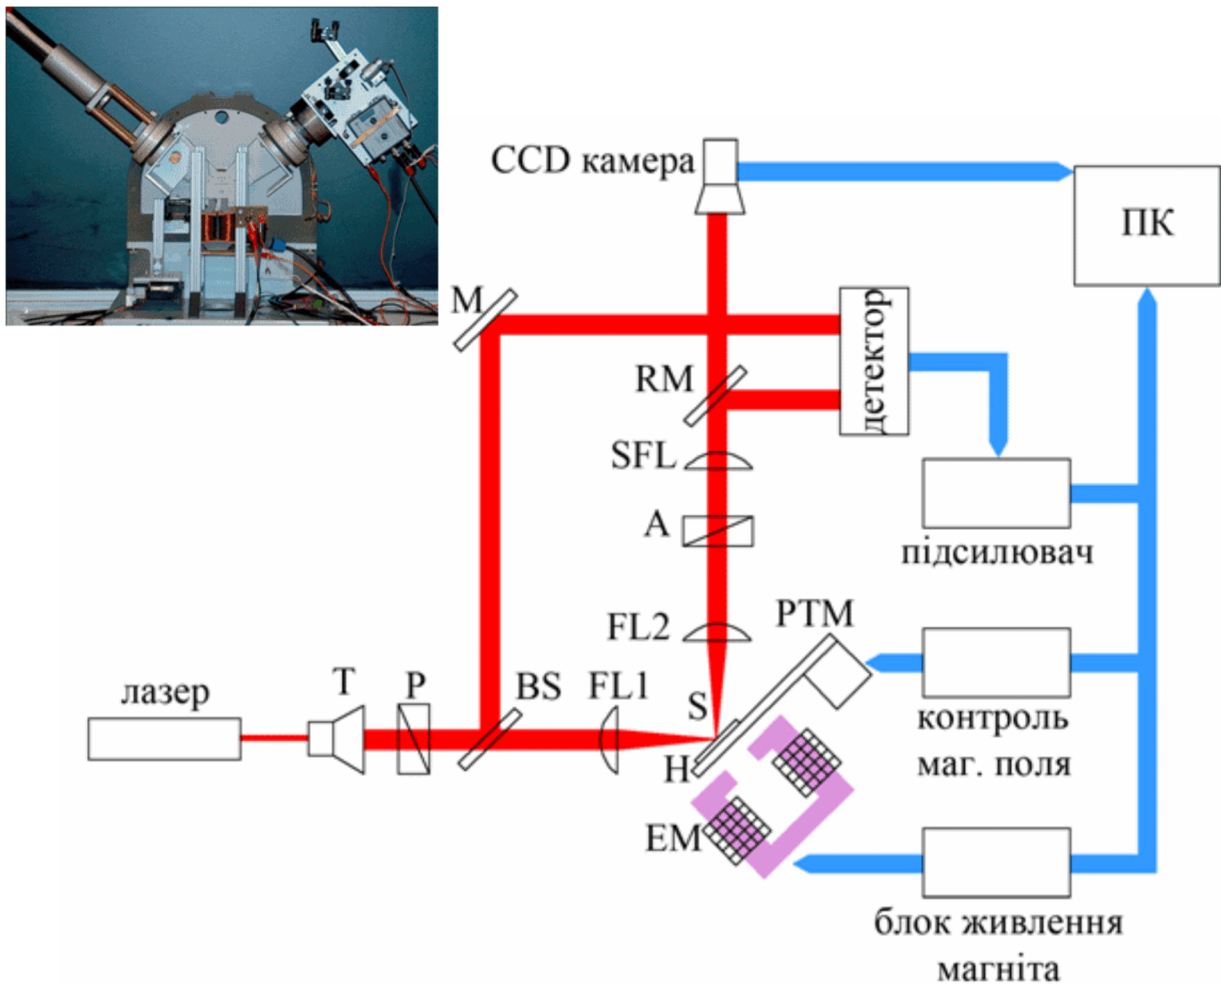 CCD камера
ПК
M
детектор
RM
SFL
A
підсилювач
FL2
PTM
лазер
T
P
BS
FL1
S
H
контроль
маг. поля
EM
блок живлення
магніта